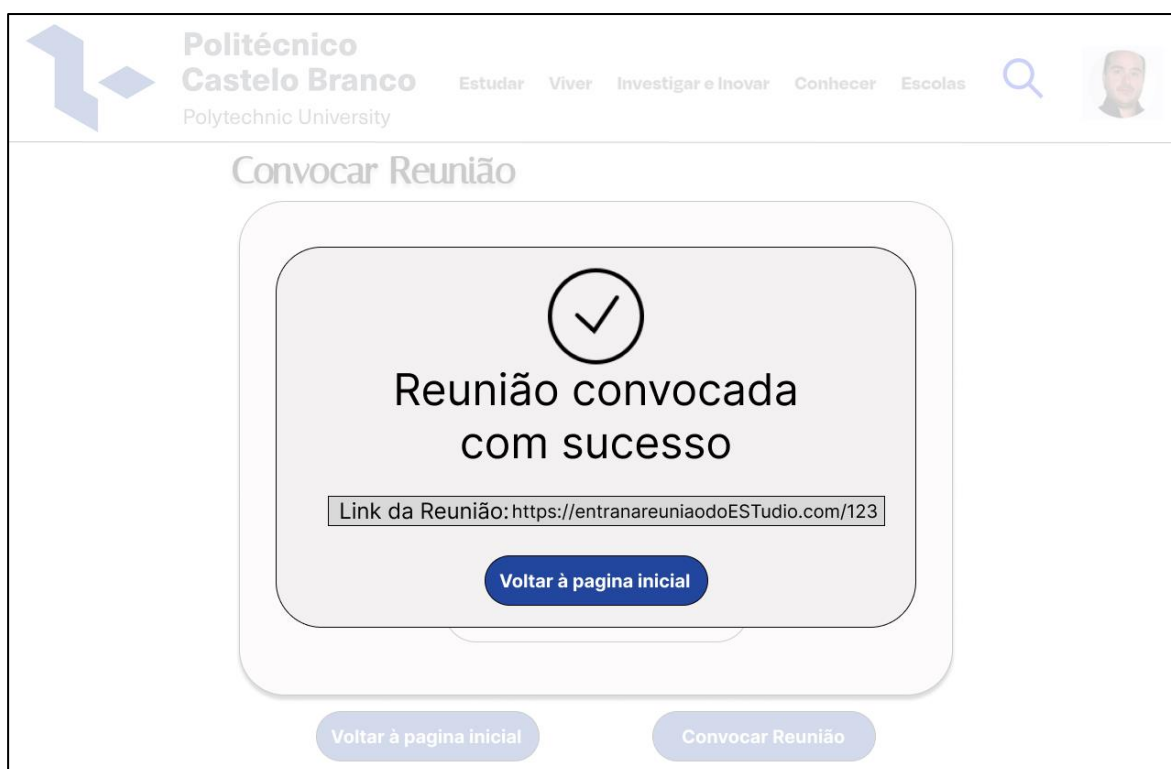 Politécnico
Castelo Branco
Polytechnic University
Estudar Viver Investigar e Inovar Conhecer Escolas
Convocar Reunião
Reunião convocada
com sucesso
Link da Reunião: https://entranareuniaodoESTudio.com/123
Voltar à pagina inicial
Voltar à pagina inicial Convocar Reunião